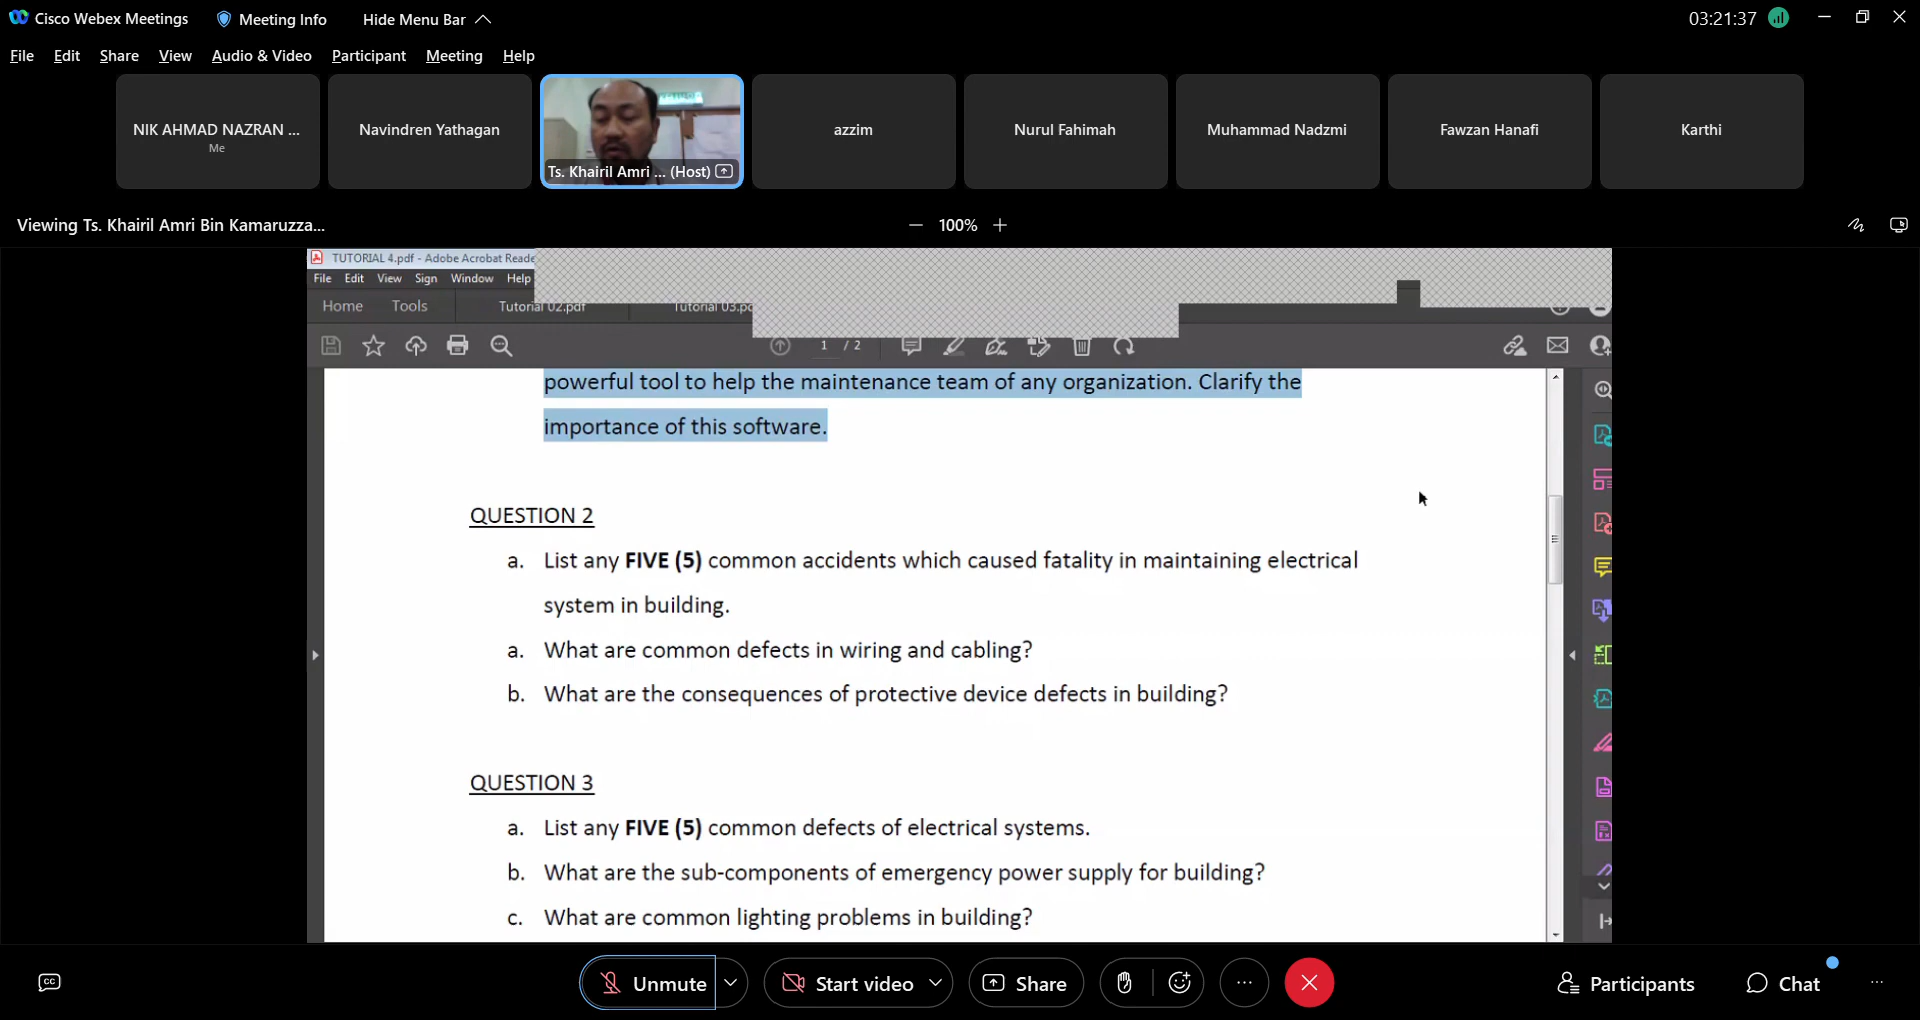 Cisco Webex Meetings
Meeting Info
Hide Menu Bar
03:21:37
File Edit Share View Audio & Video Participant Meeting Help
NIK AHMAD NAZRAN ...
Me
Navindren Yathagan
Ts. Khairil Amri ... (Host)
azzim
Nurul Fahimah
Muhammad Nadzmi
Fawzan Hanafi
Karthi
Viewing Ts. Khairil Amri Bin Kamaruzza...
100%
TUTORIAL 4.pdf - Adobe Acrobat Reade
File Edit View Sign Window Help
Home Tools Tutorial 02.pdf Tutorial 03.pd
1 / 2
powerful tool to help the maintenance team of any organization. Clarify the
importance of this software.
QUESTION 2
a. List any FIVE (5) common accidents which caused fatality in maintaining electrical
system in building.
a. What are common defects in wiring and cabling?
b. What are the consequences of protective device defects in building?
QUESTION 3
a. List any FIVE (5) common defects of electrical systems.
b. What are the sub-components of emergency power supply for building?
c. What are common lighting problems in building?
CC
Unmute
Start video
Share
Participants
Chat